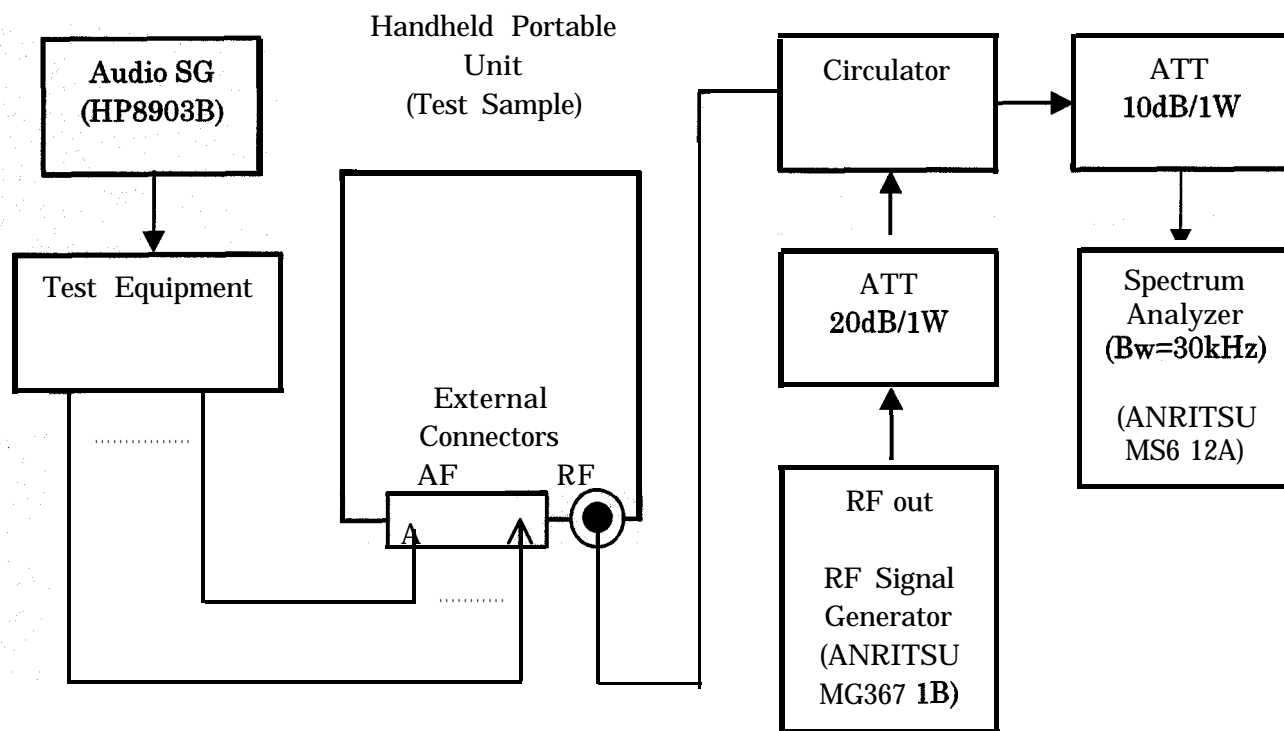 Audio SG
(HP8903B)
Handheld Portable
Unit
(Test Sample)
Circulator
ATT
10dB/1W
Test Equipment
ATT
20dB/1W
Spectrum
Analyzer
(Bw=30kHz)
(ANRITSU
MS6 12A)
External
Connectors
AF
RF
A
RF out
RF Signal
Generator
(ANRITSU
MG367 1B)